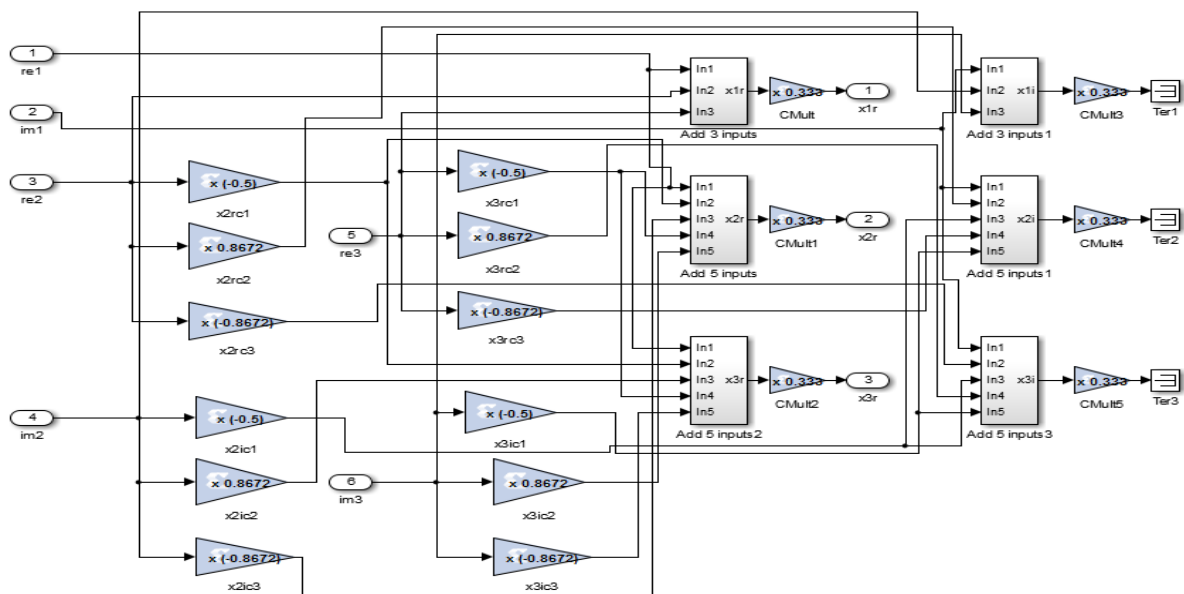 1
re1
2
im1
3
re2
4
im2
5
re3
6
im3
x (-0.5)
x2rc1
x 0.8672
x2rc2
x (-0.8672)
x2rc3
x (-0.5)
x2ic1
x 0.8672
x2ic2
x (-0.8672)
x2ic3
x (-0.5)
x3rc1
x 0.8672
x3rc2
x (-0.8672)
x3rc3
x (-0.5)
x3ic1
x 0.8672
x3ic2
x (-0.8672)
x3ic3
In1
In2 x1r
In3
Add 3 inputs
x 0.333
CMult
1
x1r
In1
In2
In3 x2r
In4
In5
Add 5 inputs
x 0.333
CMult1
2
x2r
In1
In2
In3 x3r
In4
In5
Add 5 inputs2
x 0.333
CMult2
3
x3r
In1
In2 x1i
In3
Add 3 inputs1
x 0.333
CMult3
Ter1
In1
In2
In3 x2i
In4
In5
Add 5 inputs1
x 0.333
CMult4
Ter2
In1
In2
In3 x3i
In4
In5
Add 5 inputs3
x 0.333
CMult5
Ter3